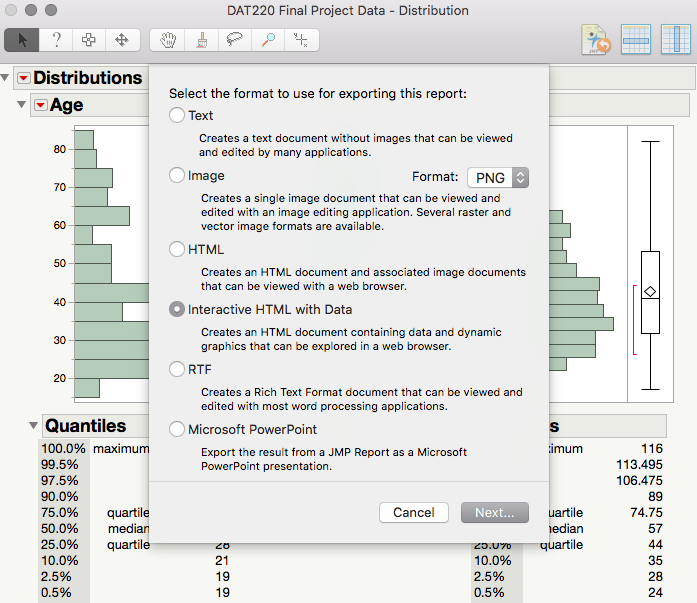 DAT220 Final Project Data - Distribution
Distributions
Age
80
70
60
50
40
30
20
Select the format to use for exporting this report:
Text
Creates a text document without images that can be viewed
and edited by many applications.
Image
Format: PNG
Creates a single image document that can be viewed and
edited with an image editing application. Several raster and
vector image formats are available.
HTML
Creates an HTML document and associated image documents
that can be viewed with a web browser.
Interactive HTML with Data
Creates an HTML document containing data and dynamic
graphics that can be explored in a web browser.
RTF
Creates a Rich Text Format document that can be viewed and
edited with most word processing applications.
Microsoft PowerPoint
Export the result from a JMP Report as a Microsoft
PowerPoint presentation.
Cancel
Next...
Quantiles
100.0% maximum
99.5%
97.5%
90.0%
75.0% quartile
50.0% median
25.0% quartile 28
10.0% 21
2.5% 19
0.5% 19
s
ximum 116
113.495
106.475
89
uartile 74.75
median 57
25.0% quartile 44
10.0% 35
2.5% 28
0.5% 24